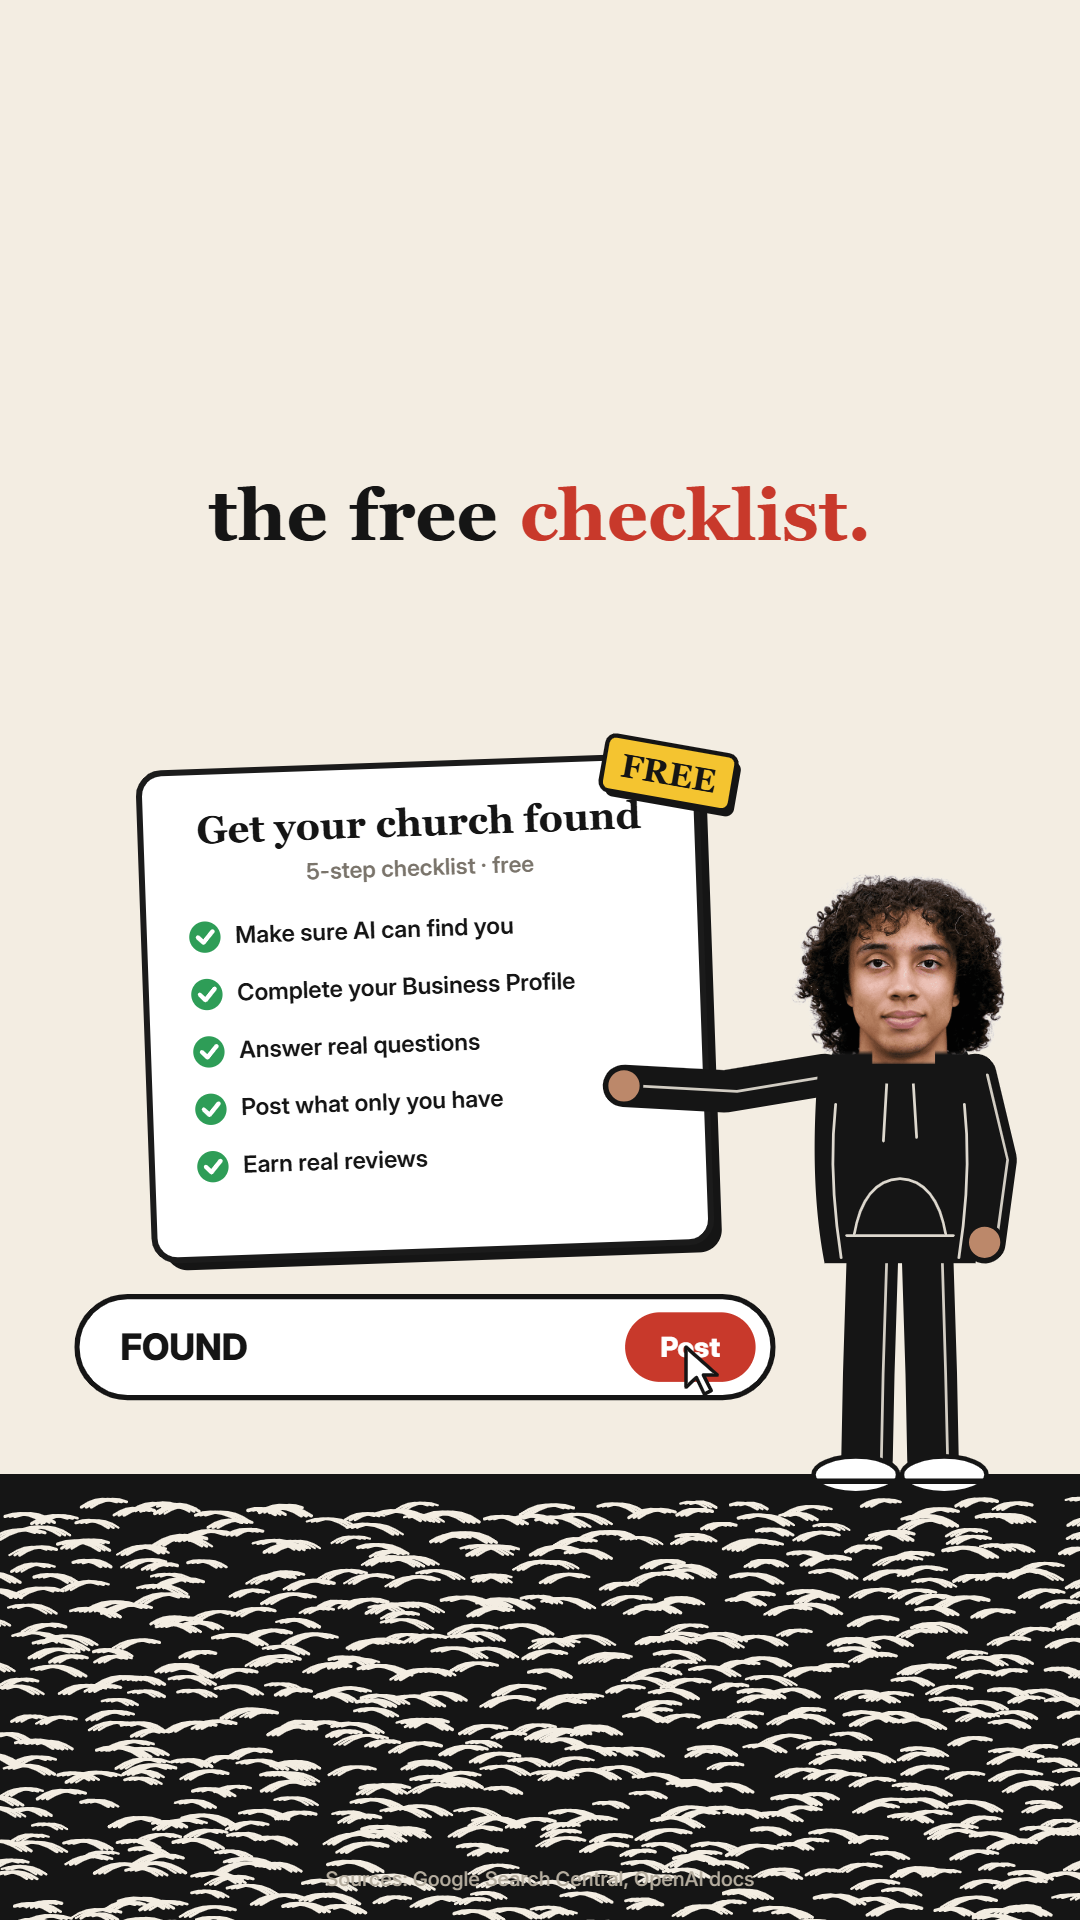 the free checklist.
FREE
Get your church found
5-step checklist · free
Make sure AI can find you
Complete your Business Profile
Answer real questions
Post what only you have
Earn real reviews
FOUND
Post
Sources: Google Search Central, OpenAI docs